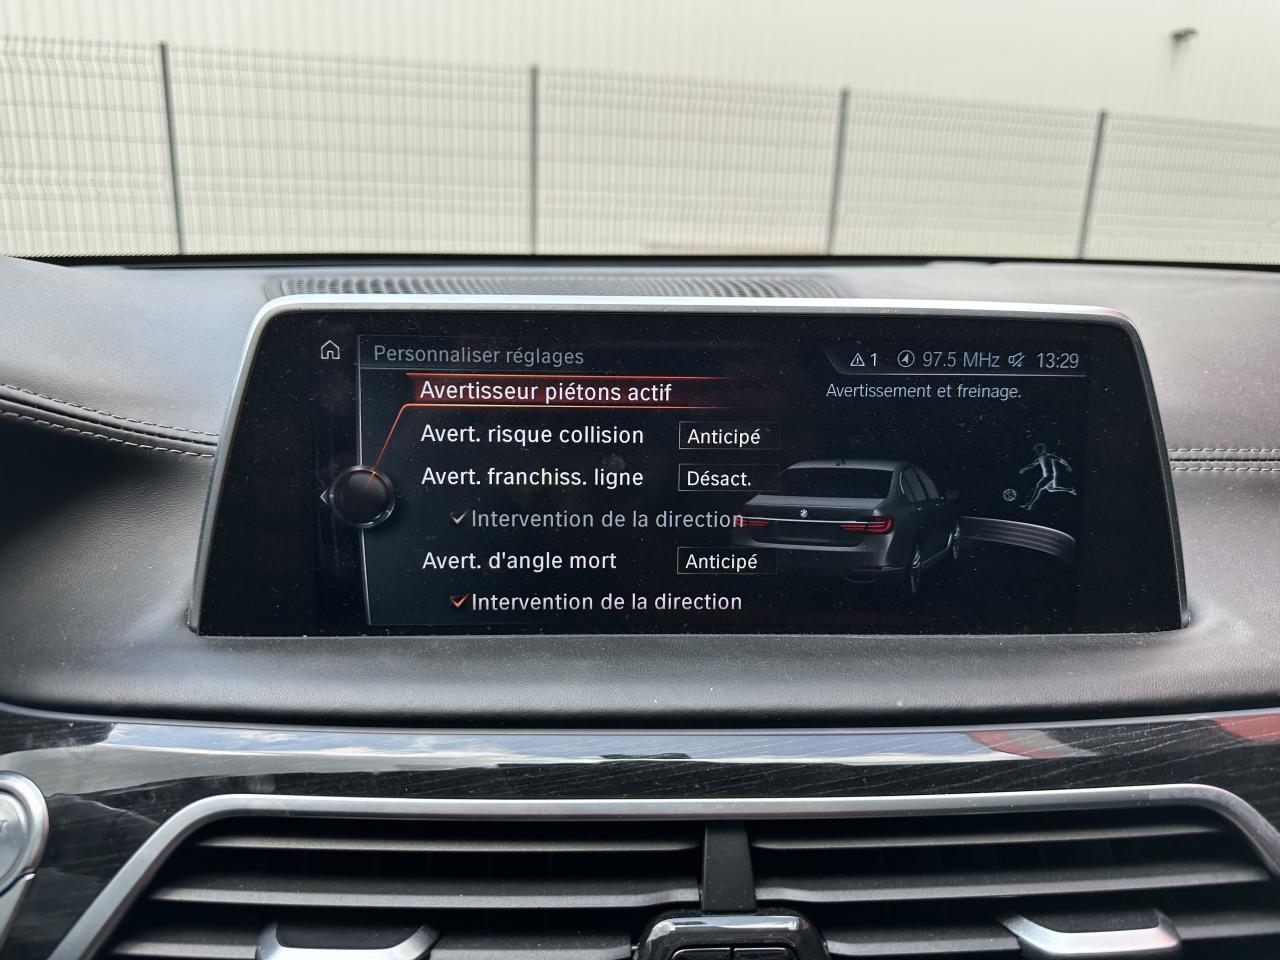 Personnaliser réglages
1 97.5 MHz 13:29
Avertisseur piétons actif
Avertissement et freinage.
Avert. risque collision Anticipé
Avert. franchiss. ligne Désact.
Intervention de la direction
Avert. d'angle mort Anticipé
Intervention de la direction